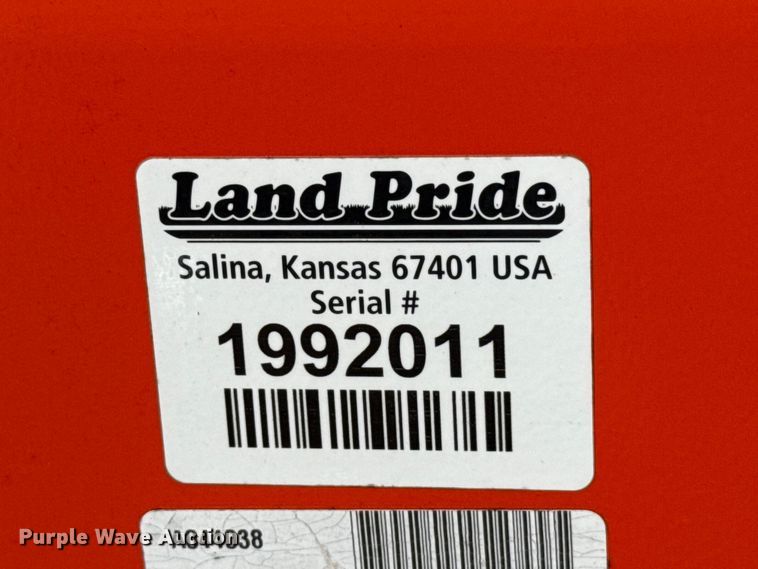 Land Pride
Salina, Kansas 67401 USA
Serial #
1992011
Purple Wave Auction